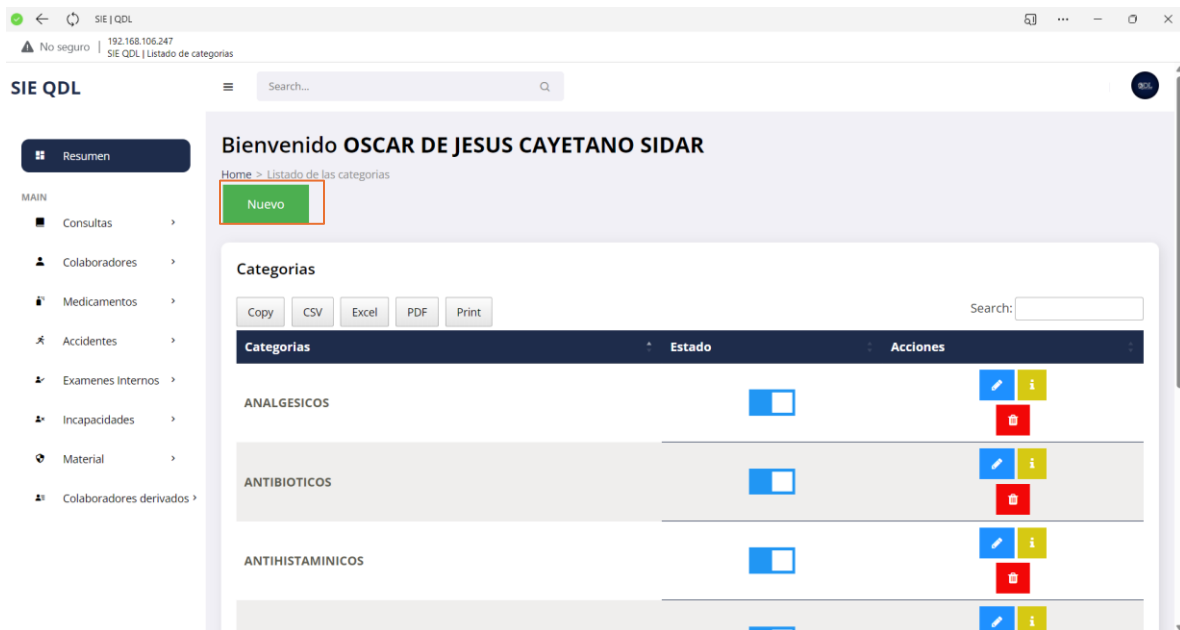 SIE | QDL
No seguro | 192.168.106.247
SIE QDL | Listado de categorias
SIE QDL
Search...
QDL
Bienvenido OSCAR DE JESUS CAYETANO SIDAR
Home > Listado de las categorias
Nuevo
Resumen
MAIN
Consultas
Colaboradores
Medicamentos
Accidentes
Examenes Internos
Incapacidades
Material
Colaboradores derivados
Categorias
Copy CSV Excel PDF Print Search:
Categorias Estado Acciones
ANALGESICOS
ANTIBIOTICOS
ANTIHISTAMINICOS